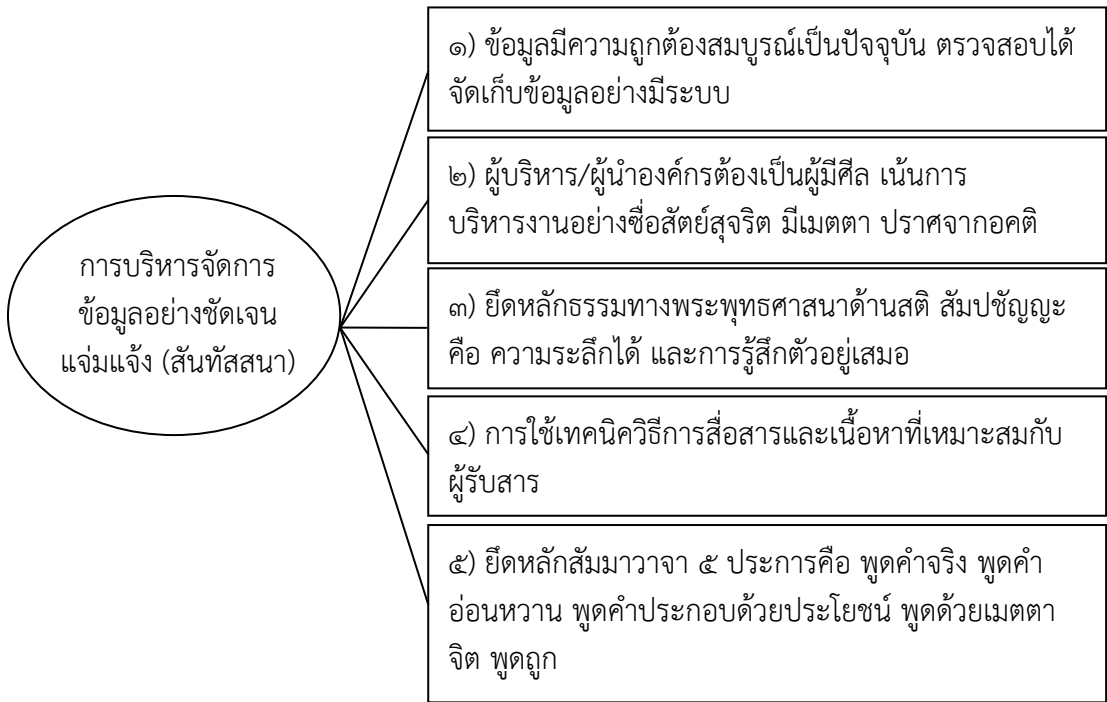 การบริหารจัดการ
ข้อมูลอย่างชัดเจน
แจ่มแจ้ง (สันทัสสนา)
๑) ข้อมูลมีความถูกต้องสมบูรณ์เป็นปัจจุบัน ตรวจสอบได้
จัดเก็บข้อมูลอย่างมีระบบ
๒) ผู้บริหาร/ผู้นำองค์กรต้องเป็นผู้มีศีล เน้นการ
บริหารงานอย่างซื่อสัตย์สุจริต มีเมตตา ปราศจากอคติ
๓) ยึดหลักธรรมทางพระพุทธศาสนาด้านสติ สัมปชัญญะ
คือ ความระลึกได้ และการรู้สึกตัวอยู่เสมอ
๔) การใช้เทคนิควิธีการสื่อสารและเนื้อหาที่เหมาะสมกับ
ผู้รับสาร
๕) ยึดหลักสัมมาวาจา ๕ ประการคือ พูดคำจริง พูดคำ
อ่อนหวาน พูดคำประกอบด้วยประโยชน์ พูดด้วยเมตตา
จิต พูดถูก